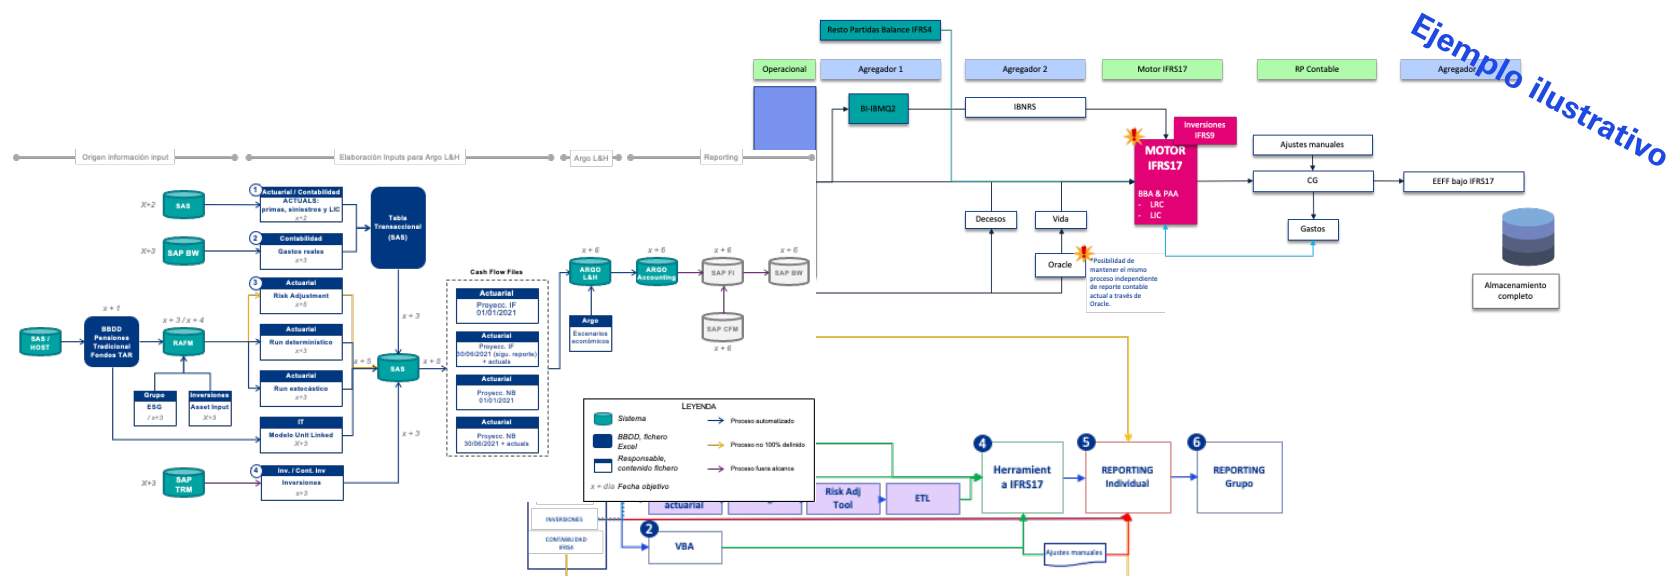 Ejemplo ilustrativo
Resto Partidas Balance IFRS4
Operacional
Agregador 1
Agregador 2
Motor IFRS17
RP Contable
Agregador
BI-IBMQ2
IBNRS
Inversiones
IFRS9
MOTOR
IFRS17
BBA & PAA
- LRC
- LIC
Ajustes manuales
CG
EEFF bajo IFRS17
Gastos
Decesos
Vida
Oracle
*Posibilidad de
mantener el mismo
proceso independiente
de reporte contable
actual a través de
Oracle.
Almacenamiento
completo
Origen información input
Elaboración Inputs para Argo L&H
Argo L&H
Reporting
X+2
SAS
1
Actuarial / Contabilidad
ACTUALS:
primas, siniestros y LIC
x+2
X+3
SAP BW
2
Contabilidad
Gastos reales
x+3
Tabla
Transaccional
(SAS)
3
Actuarial
Risk Adjustment
x+5
x + 1
SAS /
HOST
BBDD
Pensiones
Tradicional
Fondos TAR
x + 3 / x + 4
RAFM
Actuarial
Run determinístico
x+3
Actuarial
Run estocástico
x+3
Grupo
ESG
/ x+3
Inversiones
Asset Input
X+3
IT
Modelo Unit Linked
X+3
X+3
SAP
TRM
4
Inv. / Cont. Inv
Inversiones
x+3
x + 3
x + 5
SAS
x + 5
x + 3
Cash Flow Files
Actuarial
Proyecc. IF
01/01/2021
Actuarial
Proyecc. IF
30/06/2021 (sigu. reporte)
+ actuals
Actuarial
Proyecc. NB
01/01/2021
Actuarial
Proyecc. NB
30/06/2021 + actuals
x + 6
ARGO
L&H
x + 6
ARGO
Accounting
x + 6
SAP FI
x + 6
SAP BW
Argo
Escenarios
económicos
SAP CFM
x + 6
LEYENDA
Sistema
Proceso automatizado
BBDD, fichero
Excel
Proceso no 100% definido
Responsable,
contenido fichero
Proceso fuera alcance
x + día Fecha objetivo
actuarial
Risk Adj
Tool
ETL
4
Herramient
a IFRS17
5
REPORTING
Individual
6
REPORTING
Grupo
INVERSIONES
CONTABILIDAD
IFRS4
2
VBA
Ajustes manuales